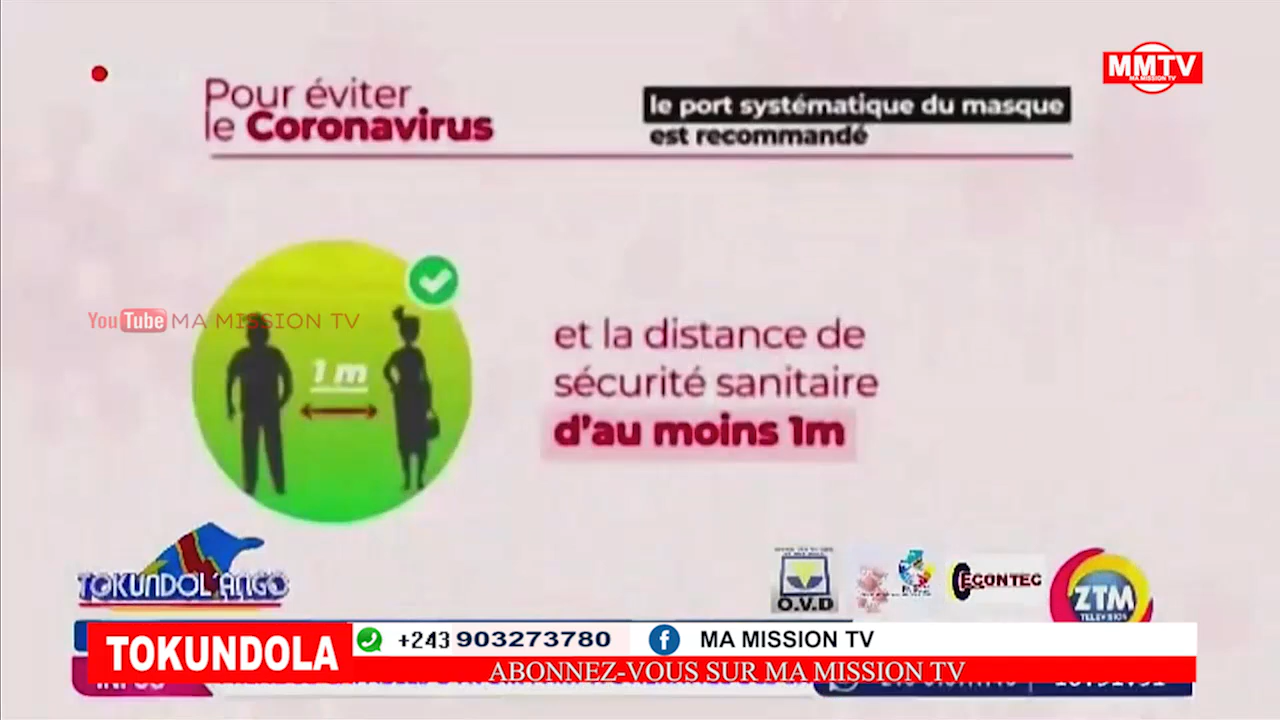 Pour éviter
le Coronavirus
le port systématique du masque
est recommandé
MMTV
MA MISSION TV
YouTube MA MISSION TV
1 m
et la distance de
sécurité sanitaire
d'au moins 1m
TOKUNDOL'ANGO
O.V.D
ECONTEC
ZTM
TELEVISION
TOKUNDOLA
+243 903273780
MA MISSION TV
ABONNEZ-VOUS SUR MA MISSION TV
INFOS